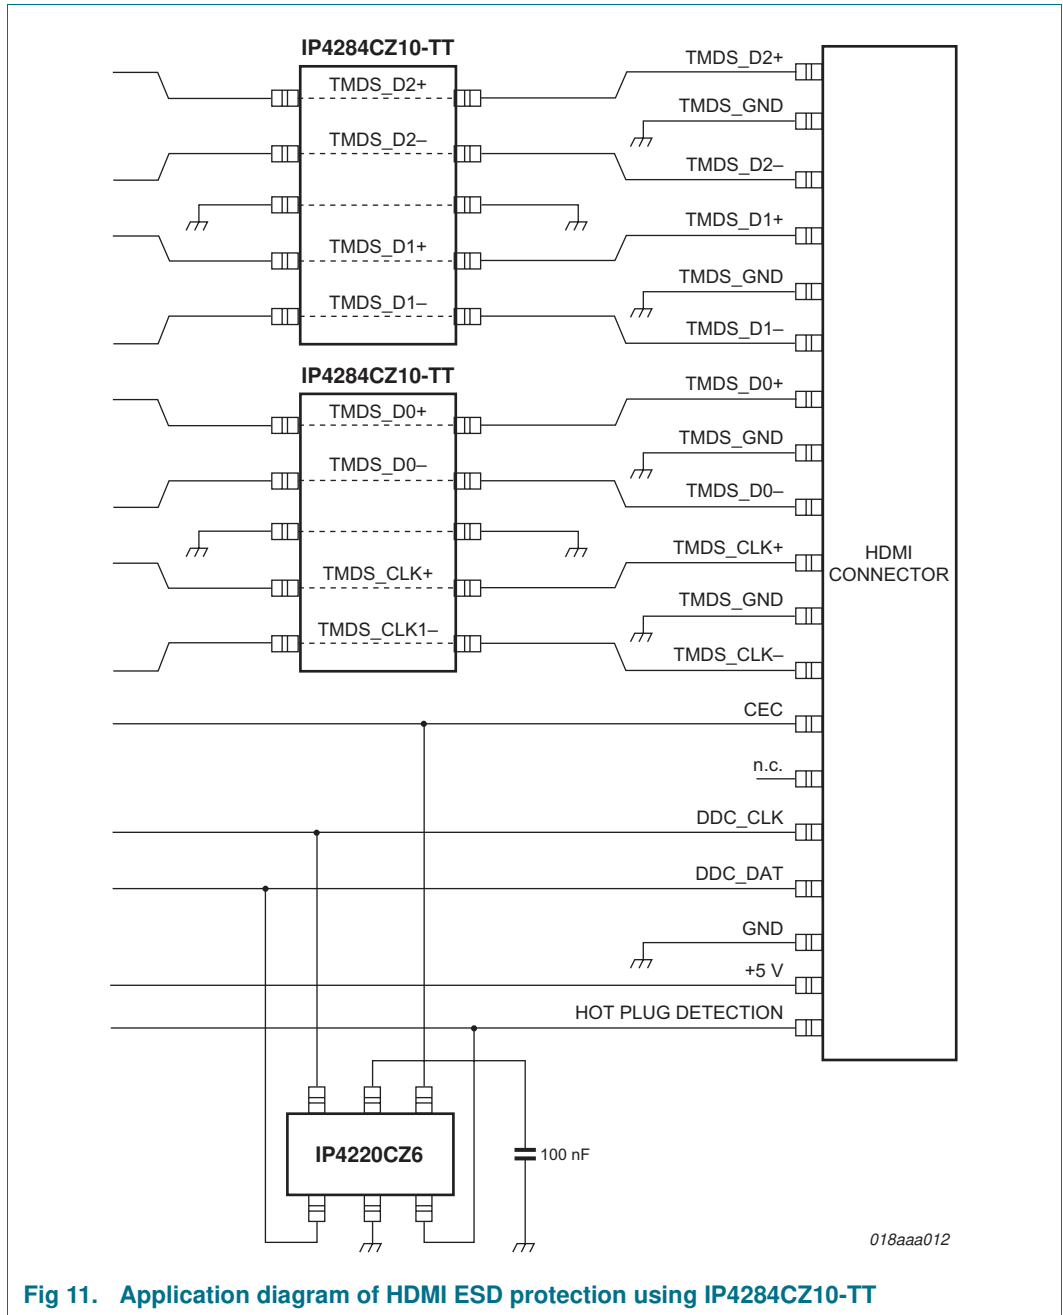 IP4284CZ10-TT
TMDS_D2+
TMDS_D2–
TMDS_D1+
TMDS_D1–
IP4284CZ10-TT
TMDS_D0+
TMDS_D0–
TMDS_CLK+
TMDS_CLK1–
TMDS_D2+
TMDS_GND
TMDS_D2–
TMDS_D1+
TMDS_GND
TMDS_D1–
TMDS_D0+
TMDS_GND
TMDS_D0–
TMDS_CLK+
TMDS_GND
TMDS_CLK–
CEC
n.c.
DDC_CLK
DDC_DAT
GND
+5 V
HOT PLUG DETECTION
HDMI
CONNECTOR
IP4220CZ6
100 nF
018aaa012
Fig 11. Application diagram of HDMI ESD protection using IP4284CZ10-TT